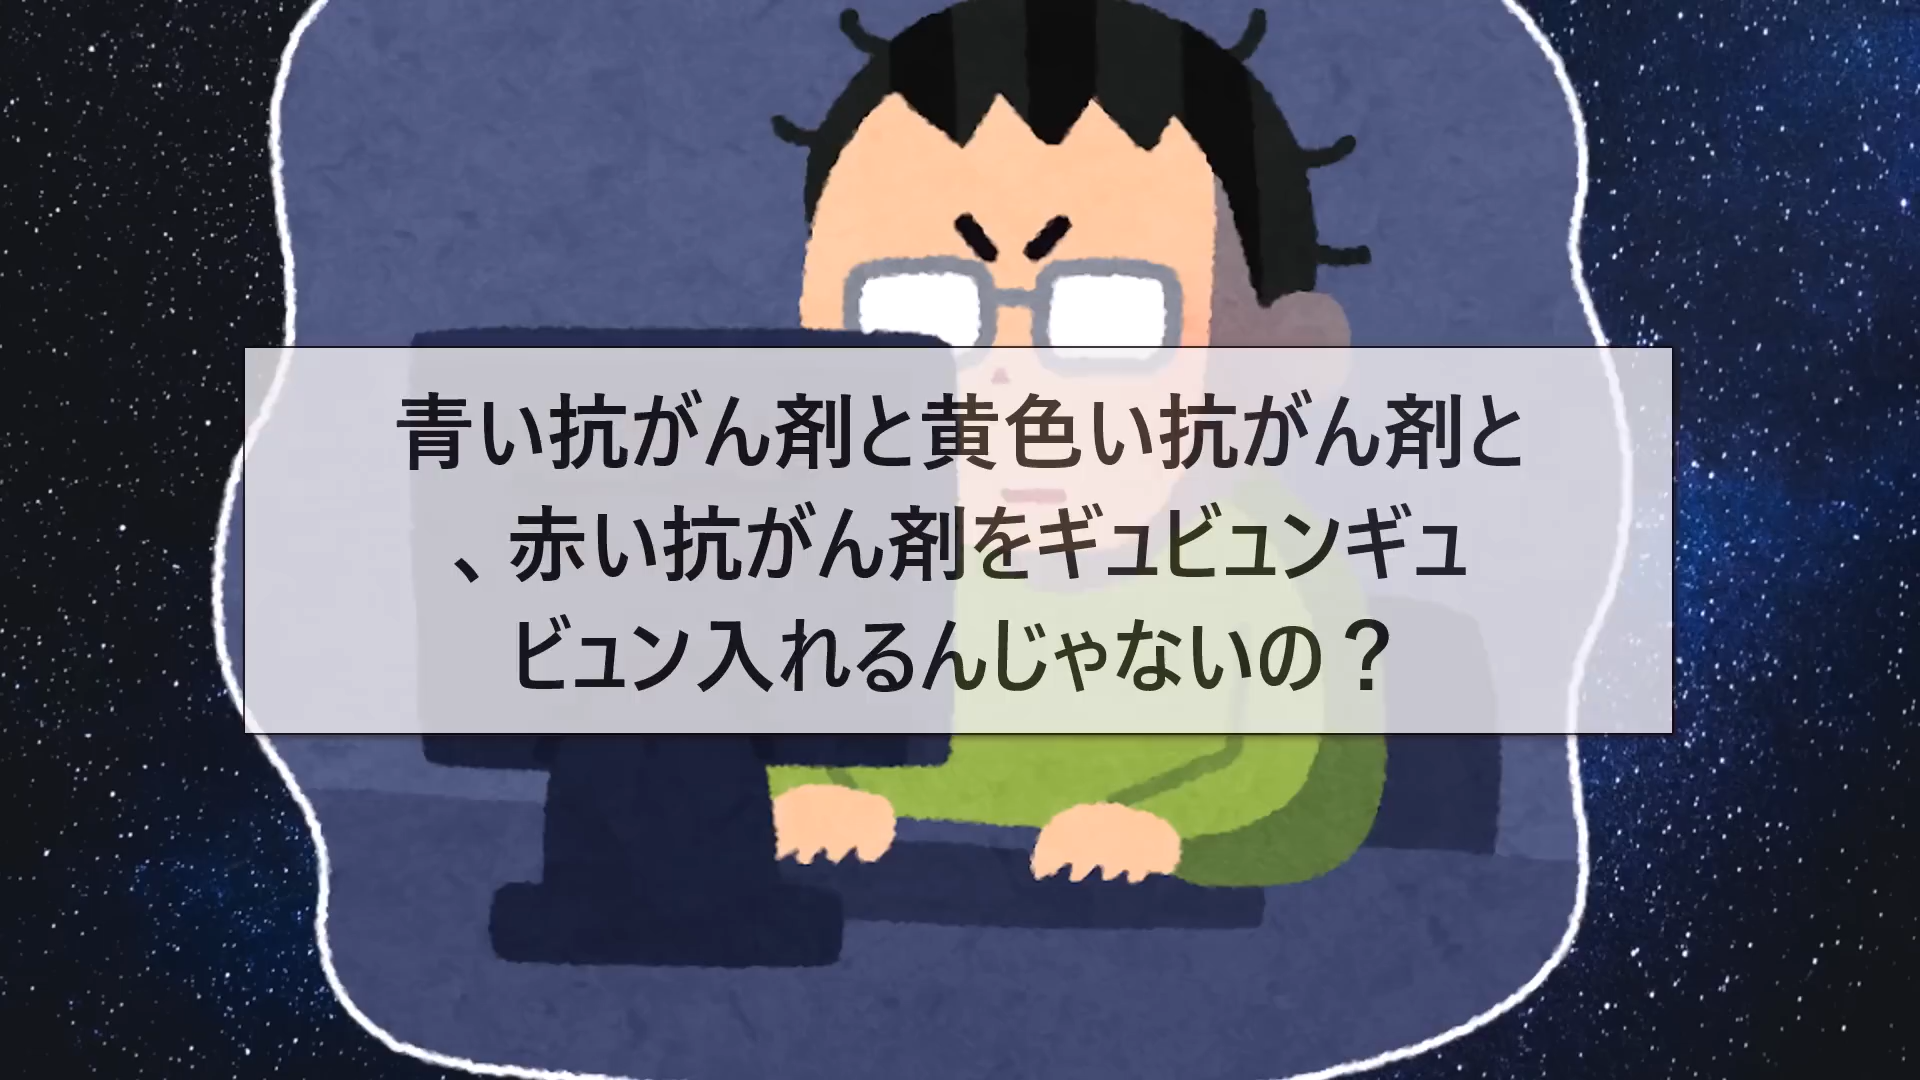 青い抗がん剤と黄色い抗がん剤と
、赤い抗がん剤をギュビュンギュ
ビュン入れるんじゃないの？